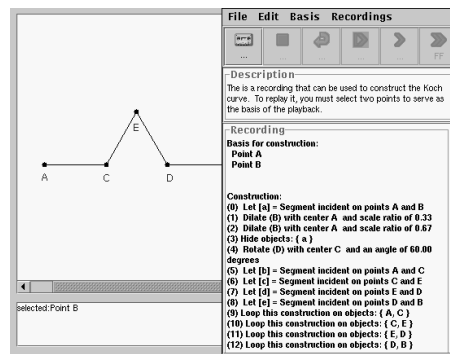 File Edit Basis Recordings
... ... ... ... ... FF
Description
The is a recording that can be used to construct the Koch
curve. To replay it, you must select two points to serve as
the basis of the playback.
Recording
Basis for construction:
Point A
Point B
Construction:
(0) Let [a] = Segment incident on points A and B
(1) Dilate (B) with center A and scale ratio of 0.33
(2) Dilate (B) with center A and scale ratio of 0.67
(3) Hide objects: { a }
(4) Rotate (D) with center C and an angle of 60.00
degrees
(5) Let [b] = Segment incident on points A and C
(6) Let [c] = Segment incident on points C and E
(7) Let [d] = Segment incident on points E and D
(8) Let [e] = Segment incident on points D and B
(9) Loop this construction on objects: { A, C }
(10) Loop this construction on objects: { C, E }
(11) Loop this construction on objects: { E, D }
(12) Loop this construction on objects: { D, B }
E
A C D
selected:Point B